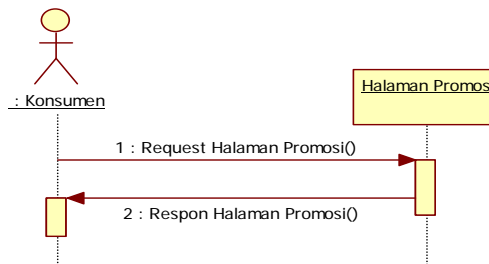 : Konsumen
Halaman Promos
1 : Request Halaman Promosi()
2 : Respon Halaman Promosi()